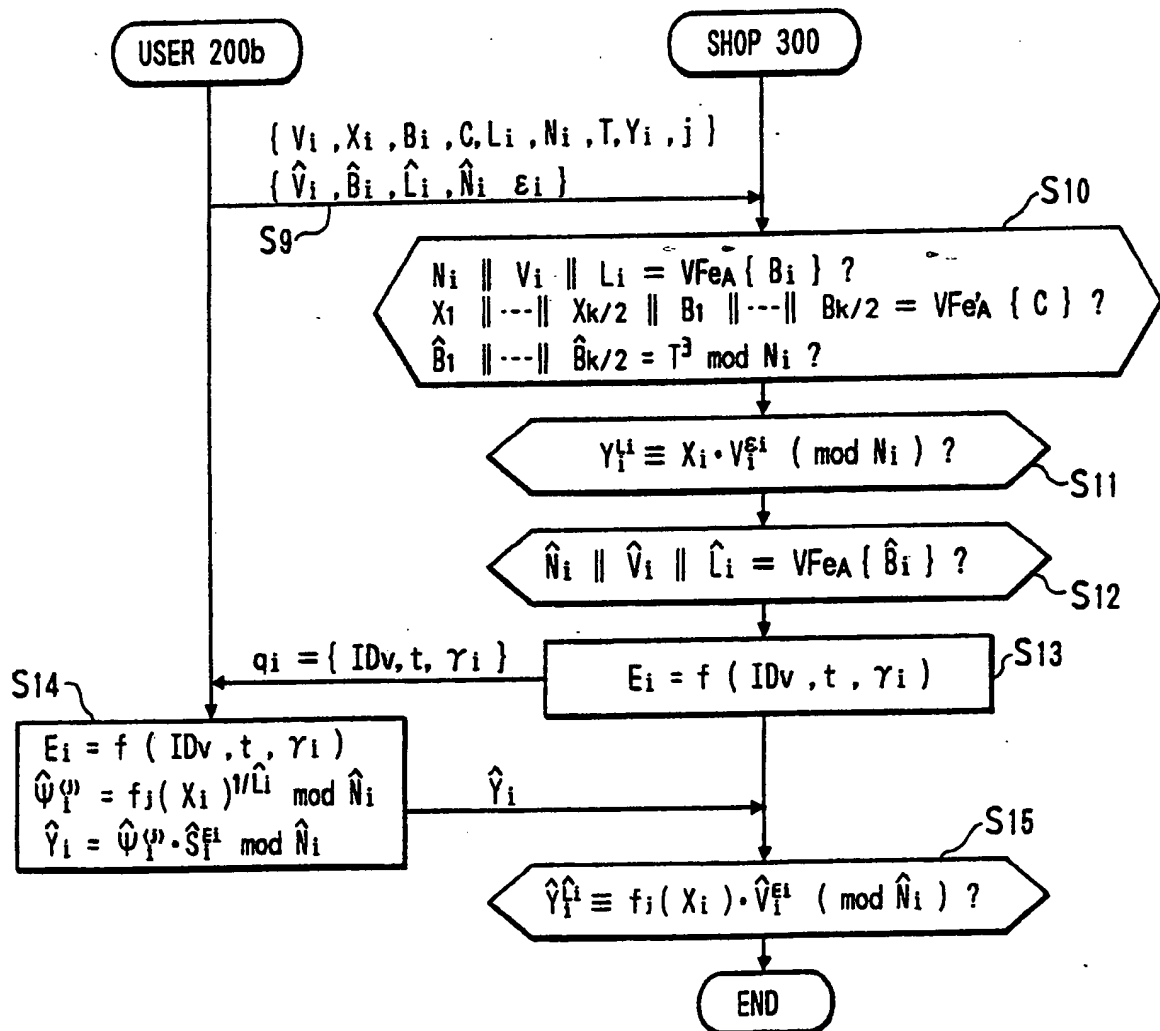 USER 200b
SHOP 300
{ Vi , Xi , Bi , C, Li , Ni , T, Yi , j }
{ V̂i , B̂i , L̂i , N̂i εi }
S9
S10
Ni ‖ Vi ‖ Li = VFeA { Bi } ?
X1 ‖ --- ‖ Xk/2 ‖ B1 ‖ --- ‖ Bk/2 = VFe'A { C } ?
B̂1 ‖ --- ‖ B̂k/2 = T³ mod Ni ?
Yi^Li ≡ Xi · Vi^εi ( mod Ni ) ?
S11
N̂i ‖ V̂i ‖ L̂i = VFeA { B̂i } ?
S12
qi = { IDv, t, γi }
S13
Ei = f ( IDv , t , γi )
S14
Ei = f ( IDv , t , γi )
Ψ̂i^(j) = fj( Xi )^1/L̂i mod N̂i
Ŷi = Ψ̂i^(j) · Ŝi^Ei mod N̂i
Ŷi
S15
Ŷi^L̂i ≡ fj( Xi ) · V̂i^Ei ( mod N̂i ) ?
END